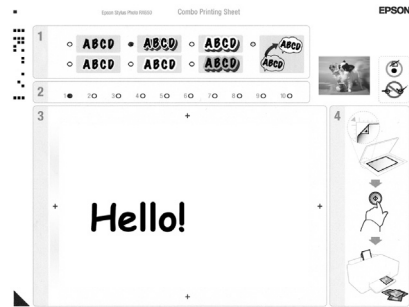 Epson Stylus Photo RX600 Combo Printing Sheet EPSON
1
ABCD ABCD ABCD ABCD
ABCD ABCD ABCD ABCD
2
1 2 3 4 5 6 7 8 9 10
3
Hello!
4